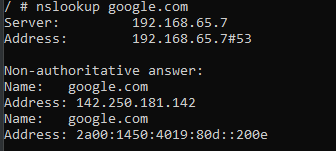 / # nslookup google.com
Server:         192.168.65.7
Address:        192.168.65.7#53

Non-authoritative answer:
Name:   google.com
Address: 142.250.181.142
Name:   google.com
Address: 2a00:1450:4019:80d::200e